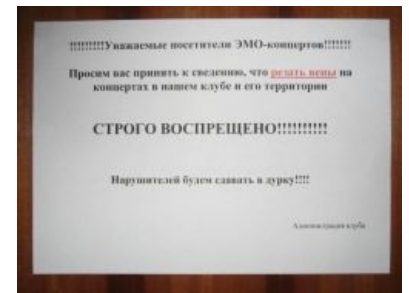 !!!!!!!!!Уважаемые посетители ЭМО-концертов!!!!!!!
Просим вас принять к сведению, что резать вены на
концертах в нашем клубе и его территории
СТРОГО ВОСПРЕЩЕНО!!!!!!!!!!
Нарушителей будем сдавать в дурку!!!!
Администрация клуба